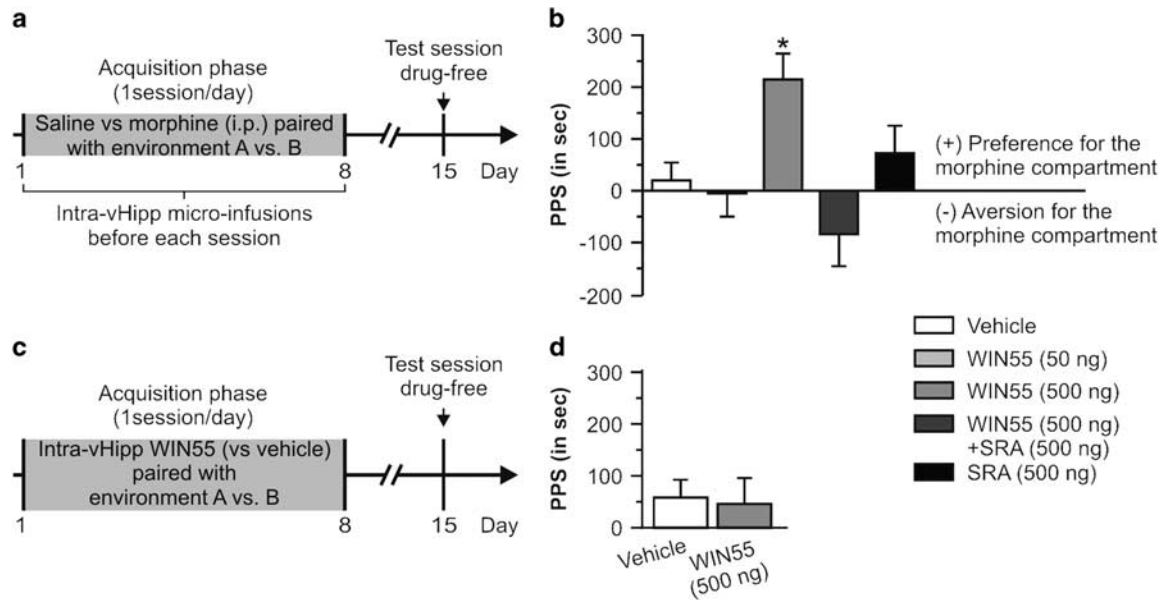 a
Acquisition phase
(1session/day)
Test session
drug-free
Saline vs morphine (i.p.) paired
with environment A vs. B
1
8
15
Day
Intra-vHipp micro-infusions
before each session
b
PPS (in sec)
300
200
100
0
-100
-200
*
(+) Preference for the
morphine compartment
(-) Aversion for the
morphine compartment
c
Acquisition phase
(1session/day)
Test session
drug-free
Intra-vHipp WIN55 (vs vehicle)
paired with
environment A vs. B
1
8
15
Day
d
PPS (in sec)
300
200
100
0
Vehicle
WIN55
(500 ng)
Vehicle
WIN55 (50 ng)
WIN55 (500 ng)
WIN55 (500 ng)
+SRA (500 ng)
SRA (500 ng)